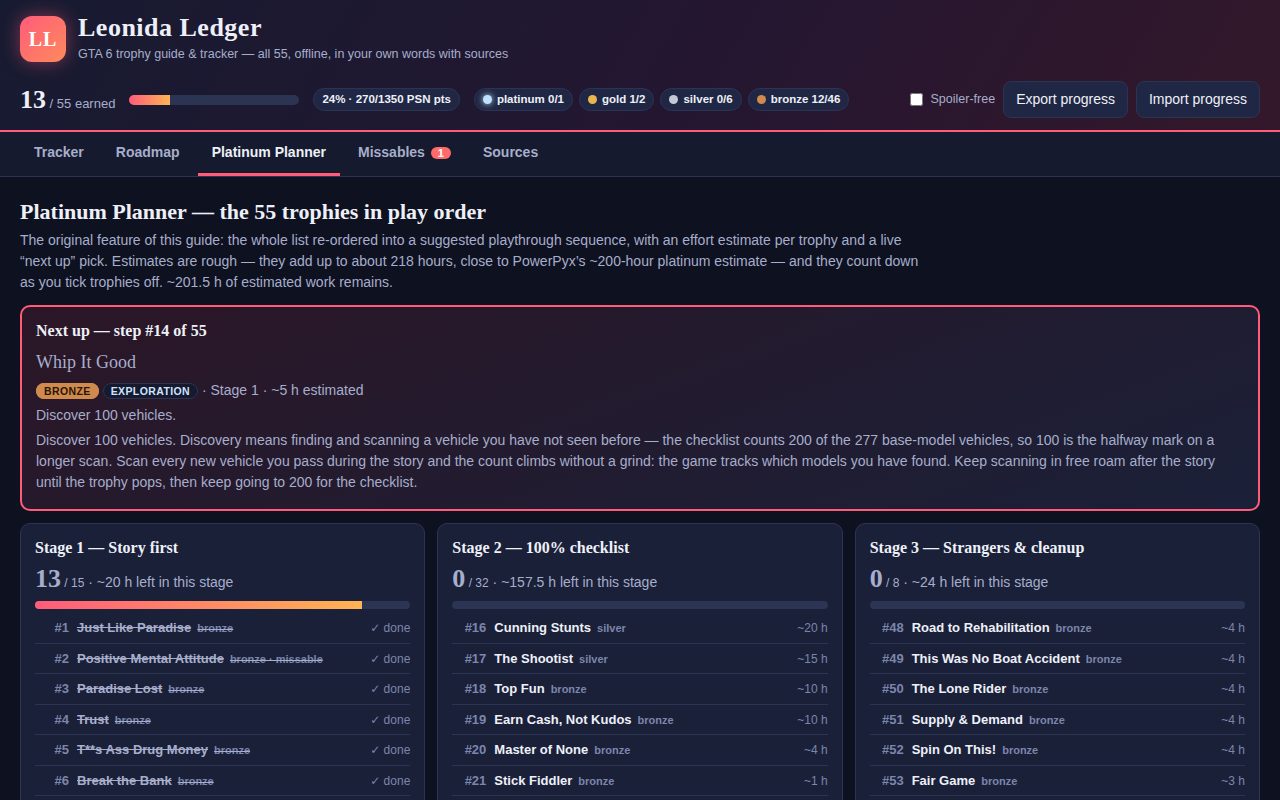 LL
Leonida Ledger
GTA 6 trophy guide & tracker — all 55, offline, in your own words with sources
13 / 55 earned
24% · 270/1350 PSN pts
platinum 0/1
gold 1/2
silver 0/6
bronze 12/46
Spoiler-free
Export progress
Import progress
Tracker
Roadmap
Platinum Planner
Missables 1
Sources
Platinum Planner — the 55 trophies in play order
The original feature of this guide: the whole list re-ordered into a suggested playthrough sequence, with an effort estimate per trophy and a live
“next up” pick. Estimates are rough — they add up to about 218 hours, close to PowerPyx’s ~200-hour platinum estimate — and they count down
as you tick trophies off. ~201.5 h of estimated work remains.
Next up — step #14 of 55
Whip It Good
BRONZE EXPLORATION · Stage 1 · ~5 h estimated
Discover 100 vehicles.
Discover 100 vehicles. Discovery means finding and scanning a vehicle you have not seen before — the checklist counts 200 of the 277 base-model vehicles, so 100 is the halfway mark on a
longer scan. Scan every new vehicle you pass during the story and the count climbs without a grind: the game tracks which models you have found. Keep scanning in free roam after the story
until the trophy pops, then keep going to 200 for the checklist.
Stage 1 — Story first
13 / 15 · ~20 h left in this stage
#1 Just Like Paradise bronze ✓ done
#2 Positive Mental Attitude bronze · missable ✓ done
#3 Paradise Lost bronze ✓ done
#4 Trust bronze ✓ done
#5 T**s Ass Drug Money bronze ✓ done
#6 Break the Bank bronze ✓ done
Stage 2 — 100% checklist
0 / 32 · ~157.5 h left in this stage
#16 Cunning Stunts silver ~20 h
#17 The Shootist silver ~15 h
#18 Top Fun bronze ~10 h
#19 Earn Cash, Not Kudos bronze ~10 h
#20 Master of None bronze ~4 h
#21 Stick Fiddler bronze ~1 h
Stage 3 — Strangers & cleanup
0 / 8 · ~24 h left in this stage
#48 Road to Rehabilitation bronze ~4 h
#49 This Was No Boat Accident bronze ~4 h
#50 The Lone Rider bronze ~4 h
#51 Supply & Demand bronze ~4 h
#52 Spin On This! bronze ~4 h
#53 Fair Game bronze ~3 h